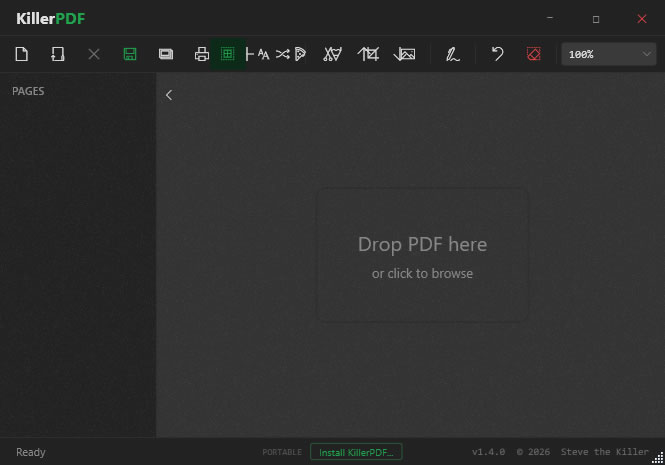 KillerPDF
100%
PAGES
Drop PDF here
or click to browse
Ready
PORTABLE
Install KillerPDF...
v1.4.0 © 2026 Steve the Killer